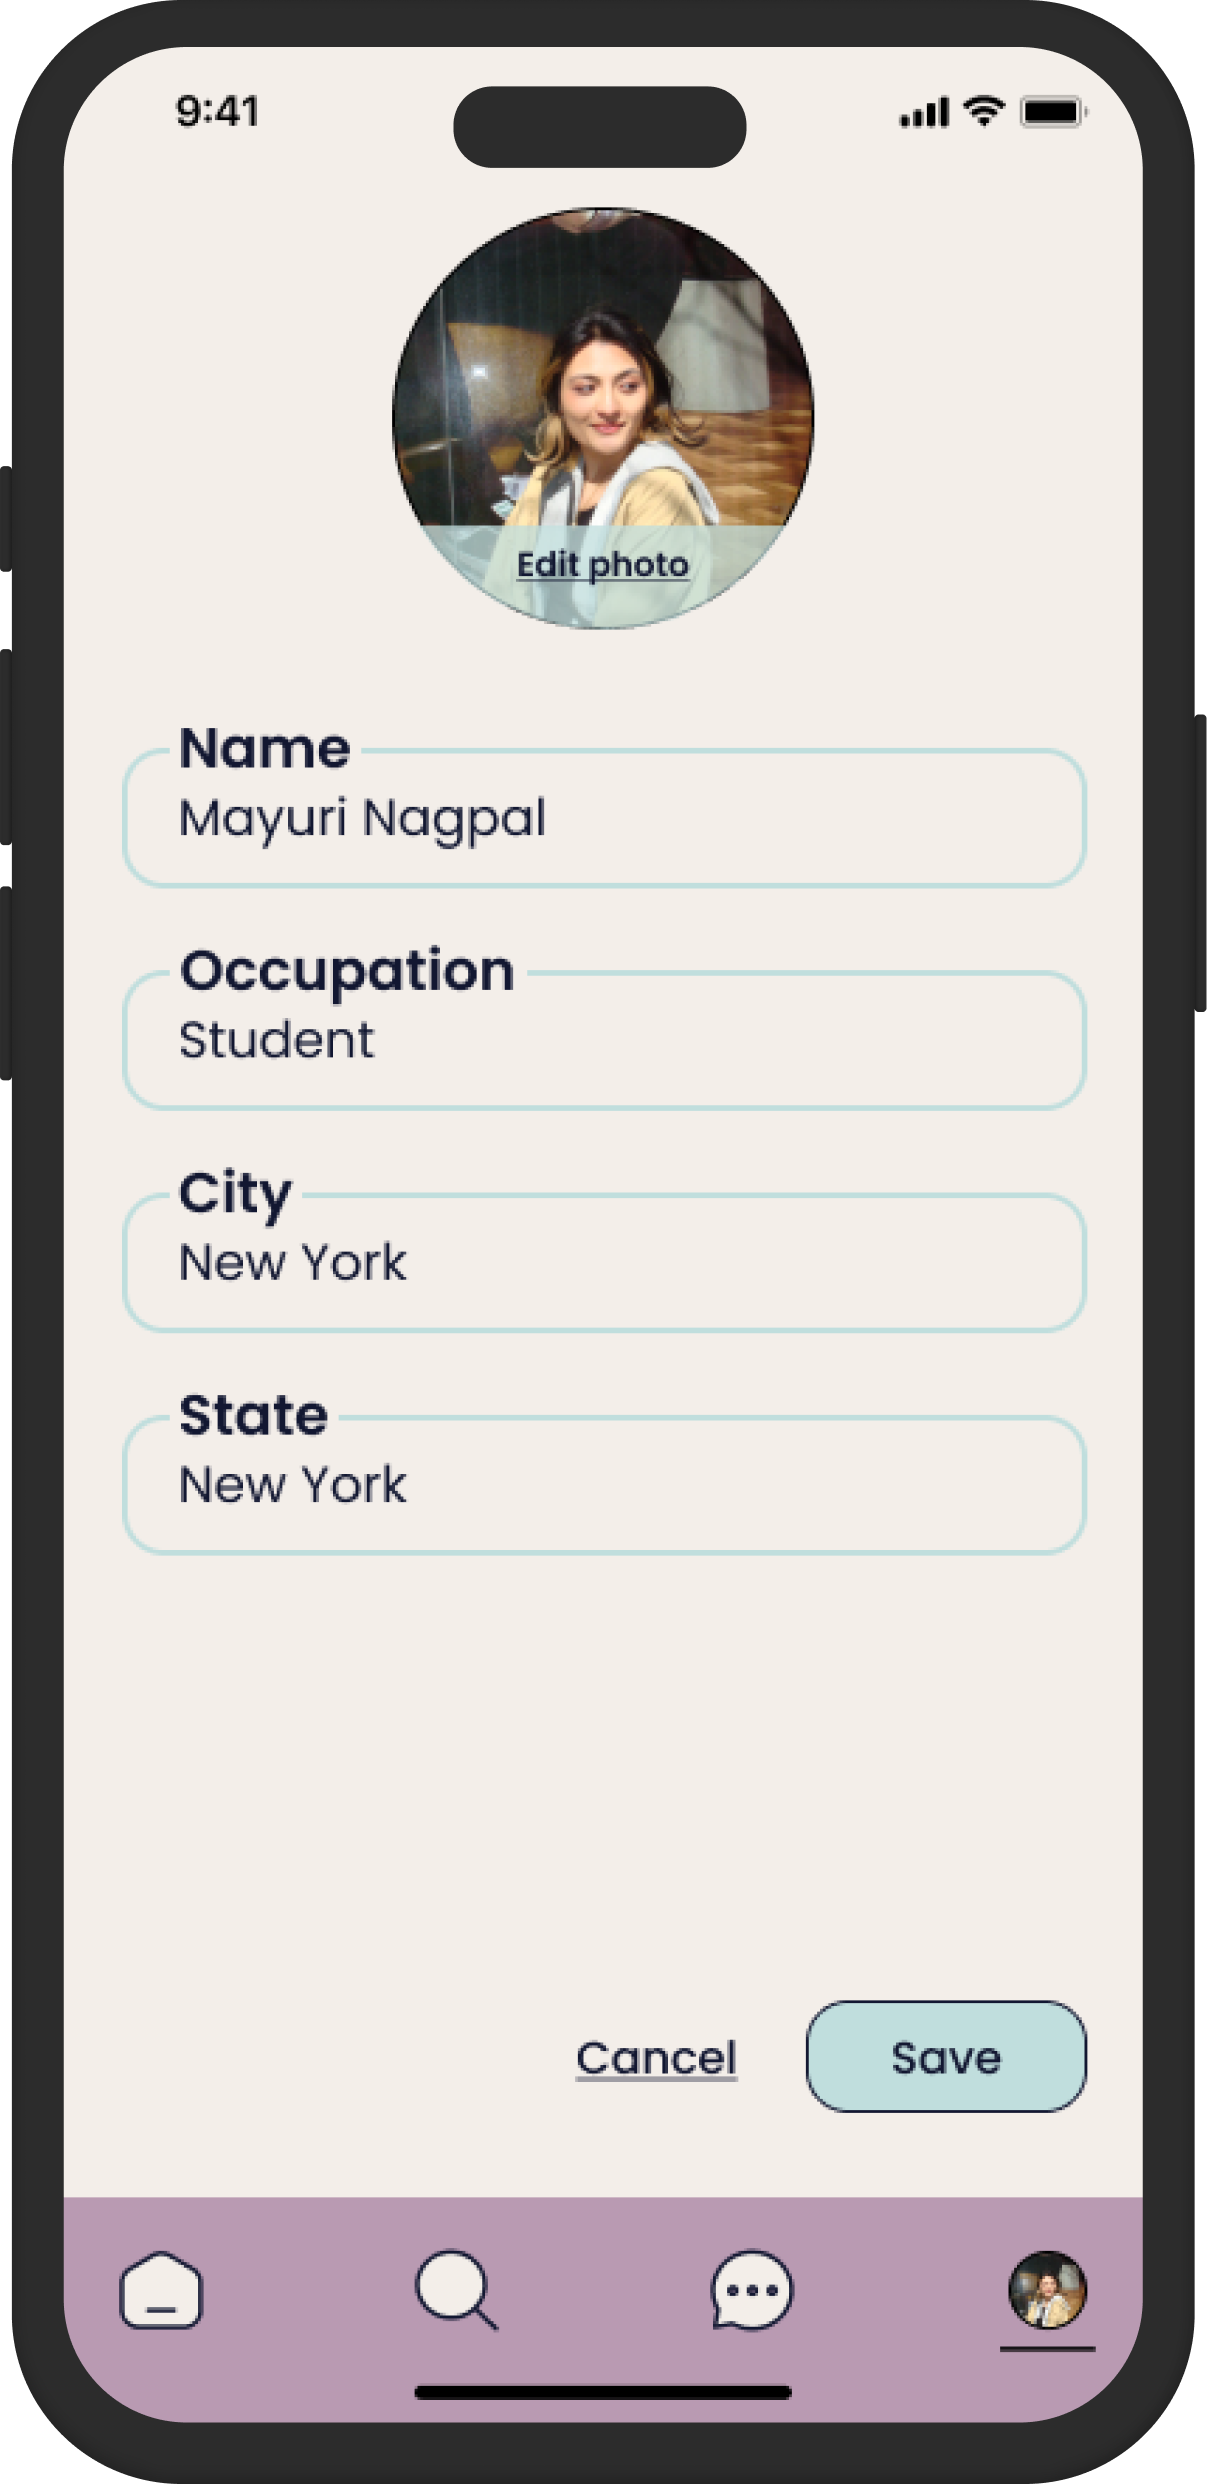 9:41
Edit photo
Name
Mayuri Nagpal
Occupation
Student
City
New York
State
New York
Cancel
Save